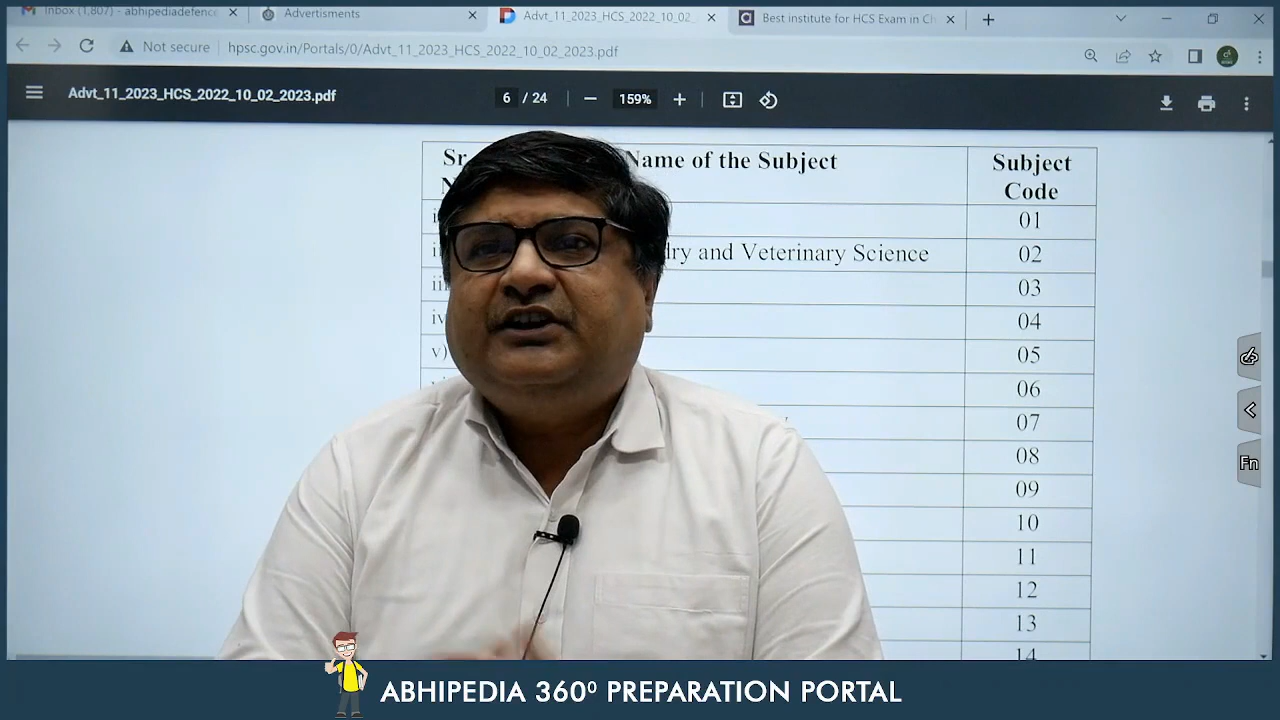 Inbox (1,807) - abhipediadefence
Advertisments
Advt_11_2023_HCS_2022_10_02
Best institute for HCS Exam in Ch
Not secure
hpsc.gov.in/Portals/0/Advt_11_2023_HCS_2022_10_02_2023.pdf
Advt_11_2023_HCS_2022_10_02_2023.pdf
6 / 24
159%
Sr. Name of the Subject Subject
Code
01
dry and Veterinary Science 02
03
iv 04
v) 05
06
07
08
09
10
11
12
13
14
Fn
ABHIPEDIA 360⁰ PREPARATION PORTAL